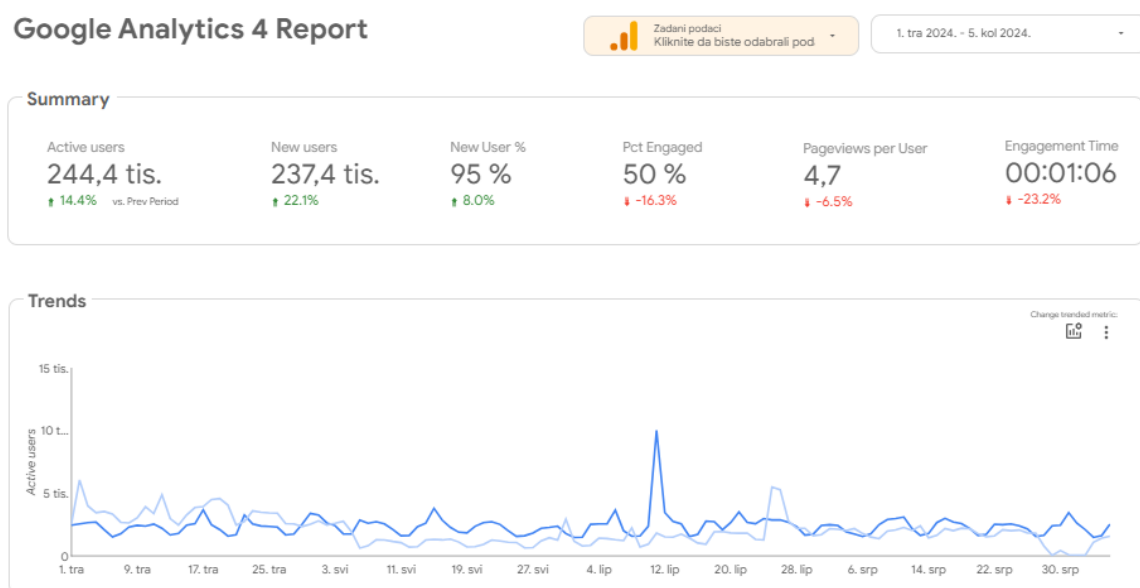 Google Analytics 4 Report
Zadani podaci
Kliknite da biste odabrali pod
1. tra 2024. - 5. kol 2024.
Summary
Active users
244,4 tis.
14.4% vs. Prev Period
New users
237,4 tis.
22.1%
New User %
95 %
8.0%
Pct Engaged
50 %
-16.3%
Pageviews per User
4,7
-6.5%
Engagement Time
00:01:06
-23.2%
Trends
Change trended metric:
Active users
15 tis.
10 t...
5 tis.
0
1. tra 9. tra 17. tra 25. tra 3. svi 11. svi 19. svi 27. svi 4. lip 12. lip 20. lip 28. lip 6. srp 14. srp 22. srp 30. srp